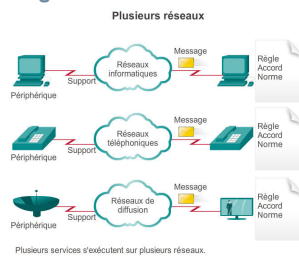 Plusieurs réseaux
Message
Réseaux
informatiques
Règle
Accord
Norme
Support
Périphérique
Message
Réseaux
téléphoniques
Règle
Accord
Norme
Support
Périphérique
Message
Réseaux de
diffusion
Règle
Accord
Norme
Support
Périphérique
Plusieurs services s'exécutent sur plusieurs réseaux.